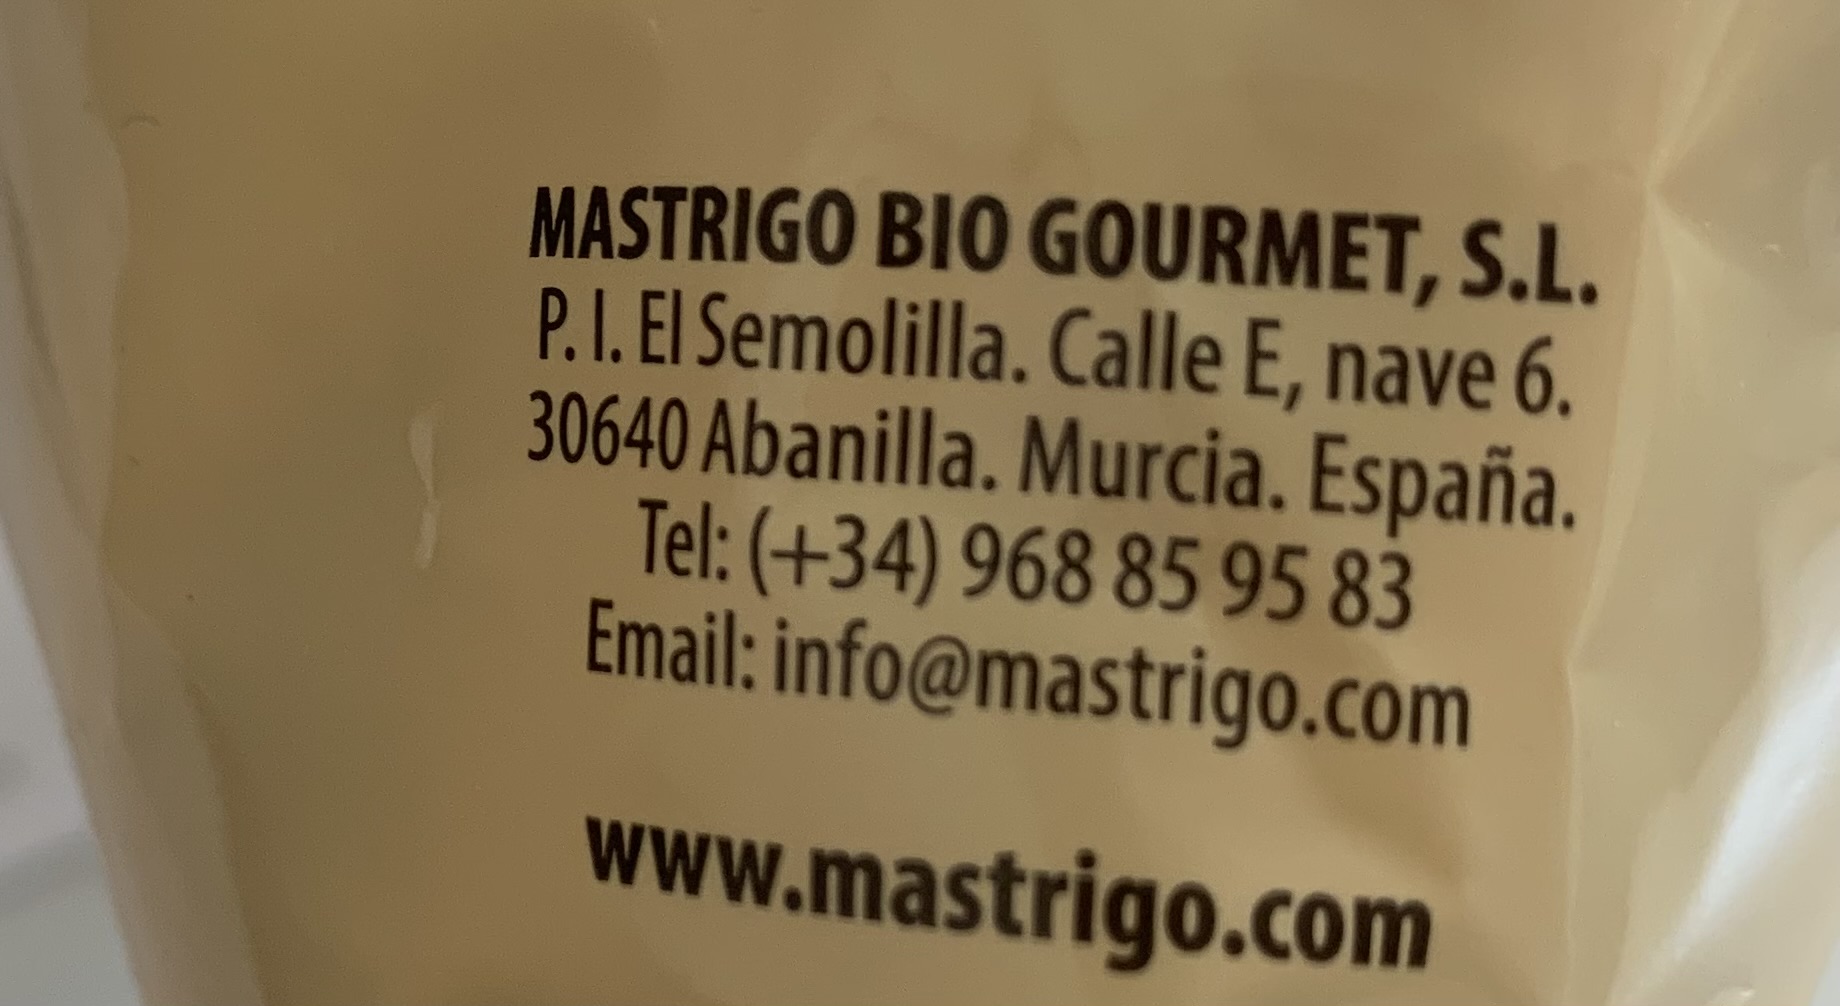 MASTRIGO BIO GOURMET, S.L.
P. I. El Semolilla. Calle E, nave 6.
30640 Abanilla. Murcia. España.
Tel: (+34) 968 85 95 83
Email: info@mastrigo.com
www.mastrigo.com